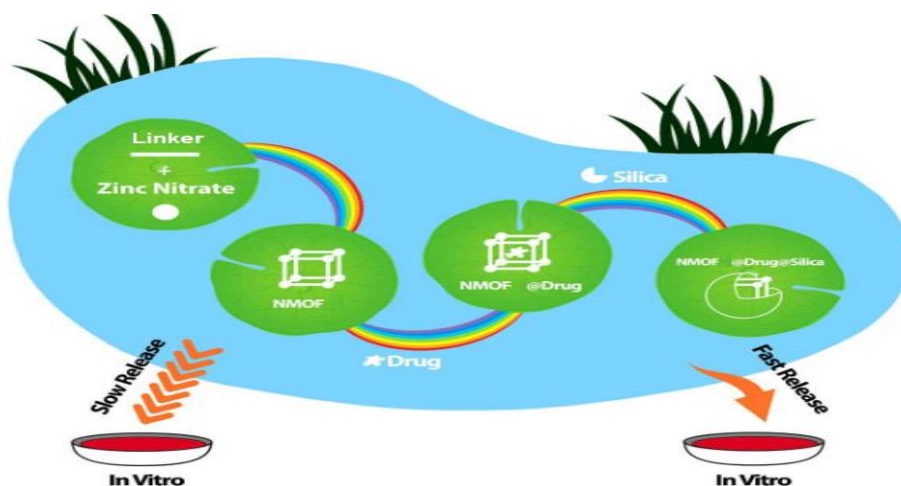 Linker
+
Zinc Nitrate
Silica
NMOF
NMOF @Drug
NMOF @Drug@Silica
Drug
Slow Release
Fast Release
In Vitro
In Vitro